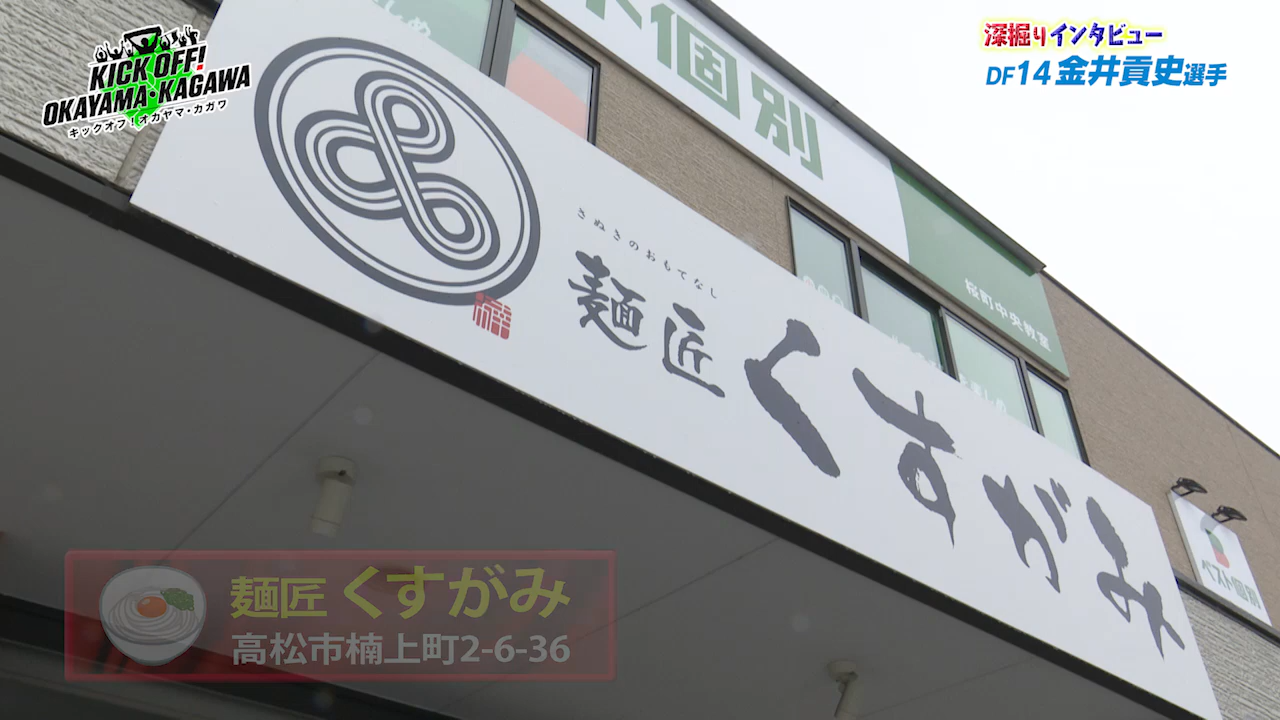 KICK OFF!
OKAYAMA・KAGAWA
キックオフ!オカヤマ・カガワ
深掘りインタビュー
DF14 金井貢史選手
ト個別
桜町中央教室
さぬきのおもてなし
麺匠 くすがみ
ベスト個別
麺匠 くすがみ
高松市楠上町2-6-36